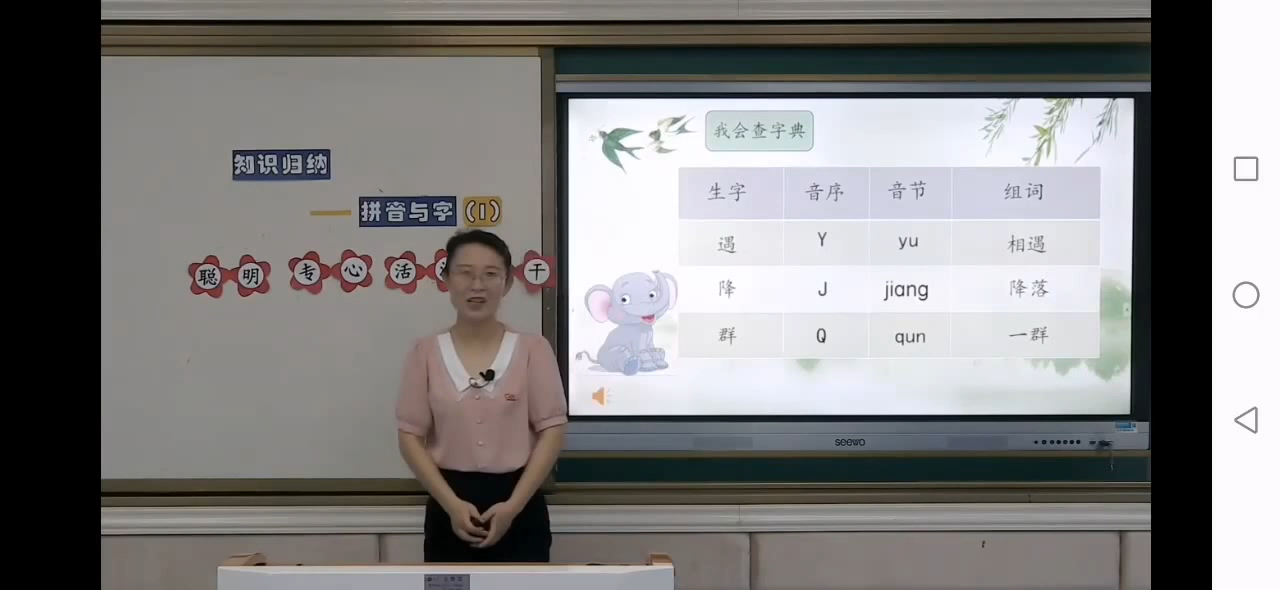 知识归纳
拼音与字(1)
聪明 专心 活 干
我会查字典
生字 音序 音节 组词
遇 Y yu 相遇
降 J jiang 降落
群 Q qun 一群
seewo